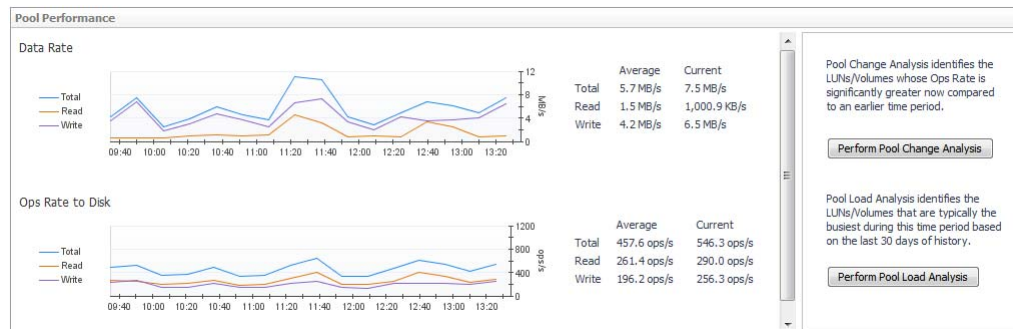 Pool Performance
Data Rate
Total
Read
Write
12
8
4
0
MB/s
09:40 10:00 10:20 10:40 11:00 11:20 11:40 12:00 12:20 12:40 13:00 13:20
Average Current
Total 5.7 MB/s 7.5 MB/s
Read 1.5 MB/s 1,000.9 KB/s
Write 4.2 MB/s 6.5 MB/s
Ops Rate to Disk
Total
Read
Write
1200
800
400
0
ops/s
09:40 10:00 10:20 10:40 11:00 11:20 11:40 12:00 12:20 12:40 13:00 13:20
Average Current
Total 457.6 ops/s 546.3 ops/s
Read 261.4 ops/s 290.0 ops/s
Write 196.2 ops/s 256.3 ops/s
Pool Change Analysis identifies the
LUNs/Volumes whose Ops Rate is
significantly greater now compared
to an earlier time period.
Perform Pool Change Analysis
Pool Load Analysis identifies the
LUNs/Volumes that are typically the
busiest during this time period based
on the last 30 days of history.
Perform Pool Load Analysis